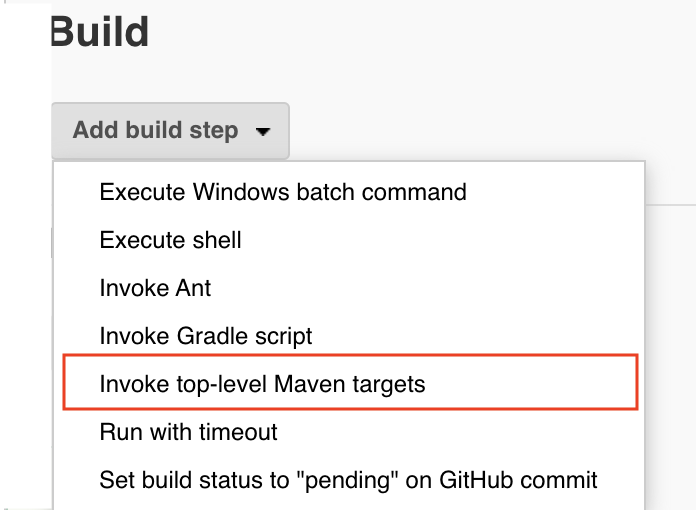 Build
Add build step
Execute Windows batch command
Execute shell
Invoke Ant
Invoke Gradle script
Invoke top-level Maven targets
Run with timeout
Set build status to "pending" on GitHub commit